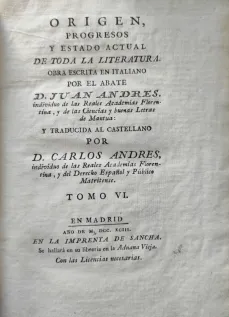 ORIGEN,
PROGRESOS
Y ESTADO ACTUAL
DE TODA LA LITERATURA.
OBRA ESCRITA EN ITALIANO
POR EL ABATE
D. JUAN ANDRES,
individuo de las Reales Academias Floren-
tina, y de las Ciencias y buenas Letras
de Mantua:
Y TRADUCIDA AL CASTELLANO
POR
D. CARLOS ANDRES,
individuo de las Reales Academias Floren-
tina, y del Derecho Español y Público
Matritense.
TOMO VI.
EN MADRID
AÑO DE M. DCC. XCIII.
EN LA IMPRENTA DE SANCHA.
Se hallará en su librería en la Aduana Vieja.
Con las Licencias necesarias.